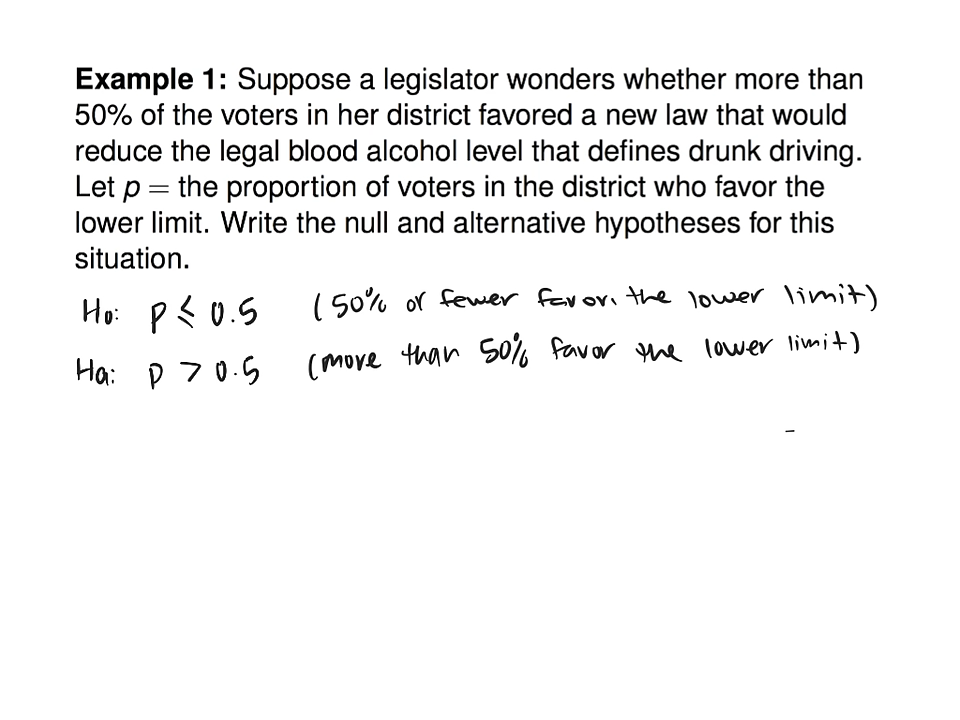 Example 1: Suppose a legislator wonders whether more than
50% of the voters in her district favored a new law that would
reduce the legal blood alcohol level that defines drunk driving.
Let p = the proportion of voters in the district who favor the
lower limit. Write the null and alternative hypotheses for this
situation.
H₀: p ≤ 0.5 (50% or fewer favor the lower limit)
Ha: p > 0.5 (more than 50% favor the lower limit)